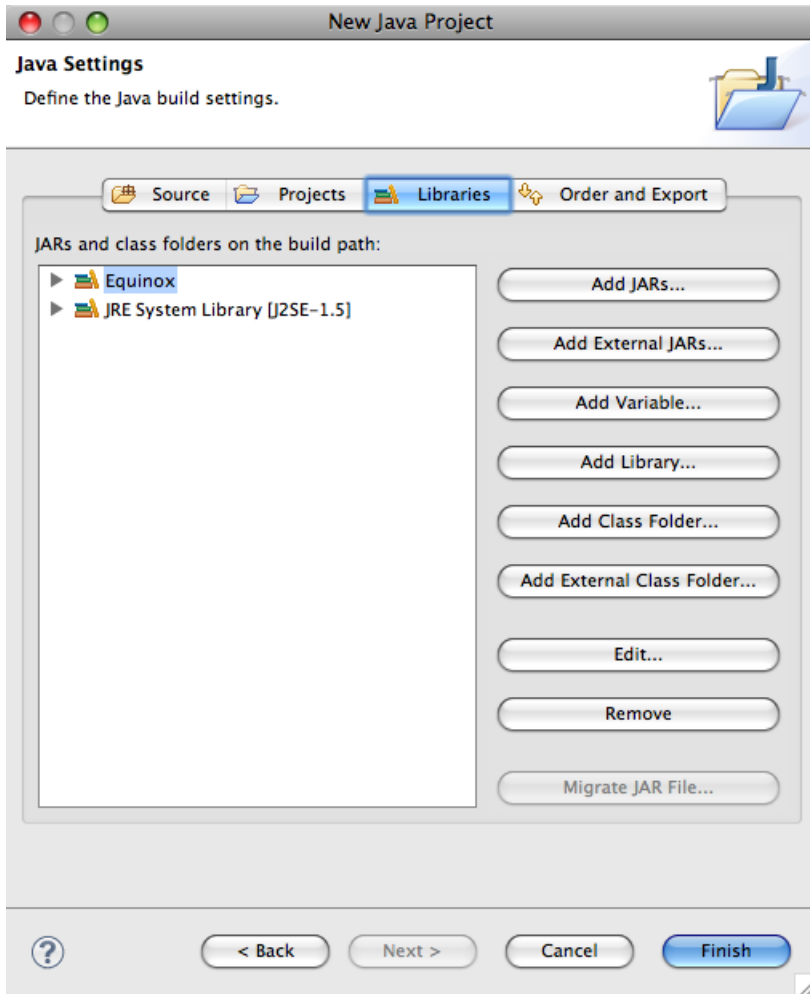 New Java Project
Java Settings
Define the Java build settings.
Source Projects Libraries Order and Export
JARs and class folders on the build path:
Equinox
JRE System Library [J2SE-1.5]
Add JARs...
Add External JARs...
Add Variable...
Add Library...
Add Class Folder...
Add External Class Folder...
Edit...
Remove
Migrate JAR File...
?
< Back Next > Cancel Finish